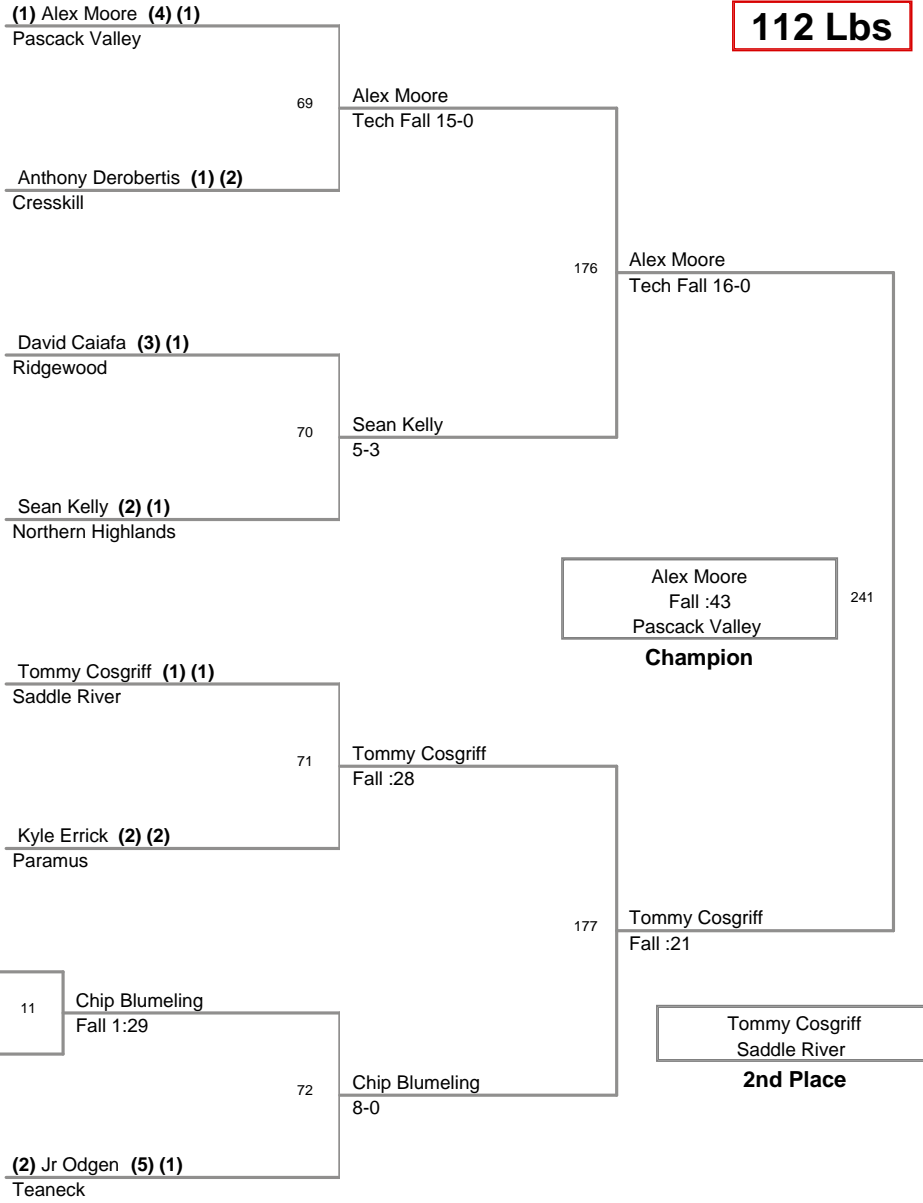 (1) Alex Moore (4) (1)
Pascack Valley
112 Lbs
69
Alex Moore
Tech Fall 15-0
Anthony Derobertis (1) (2)
Cresskill
176
Alex Moore
Tech Fall 16-0
David Caiafa (3) (1)
Ridgewood
70
Sean Kelly
5-3
Sean Kelly (2) (1)
Northern Highlands
Alex Moore
Fall :43
Pascack Valley
241
Champion
Tommy Cosgriff (1) (1)
Saddle River
71
Tommy Cosgriff
Fall :28
Kyle Errick (2) (2)
Paramus
177
Tommy Cosgriff
Fall :21
11
Chip Blumeling
Fall 1:29
Tommy Cosgriff
Saddle River
2nd Place
72
Chip Blumeling
8-0
(2) Jr Odgen (5) (1)
Teaneck